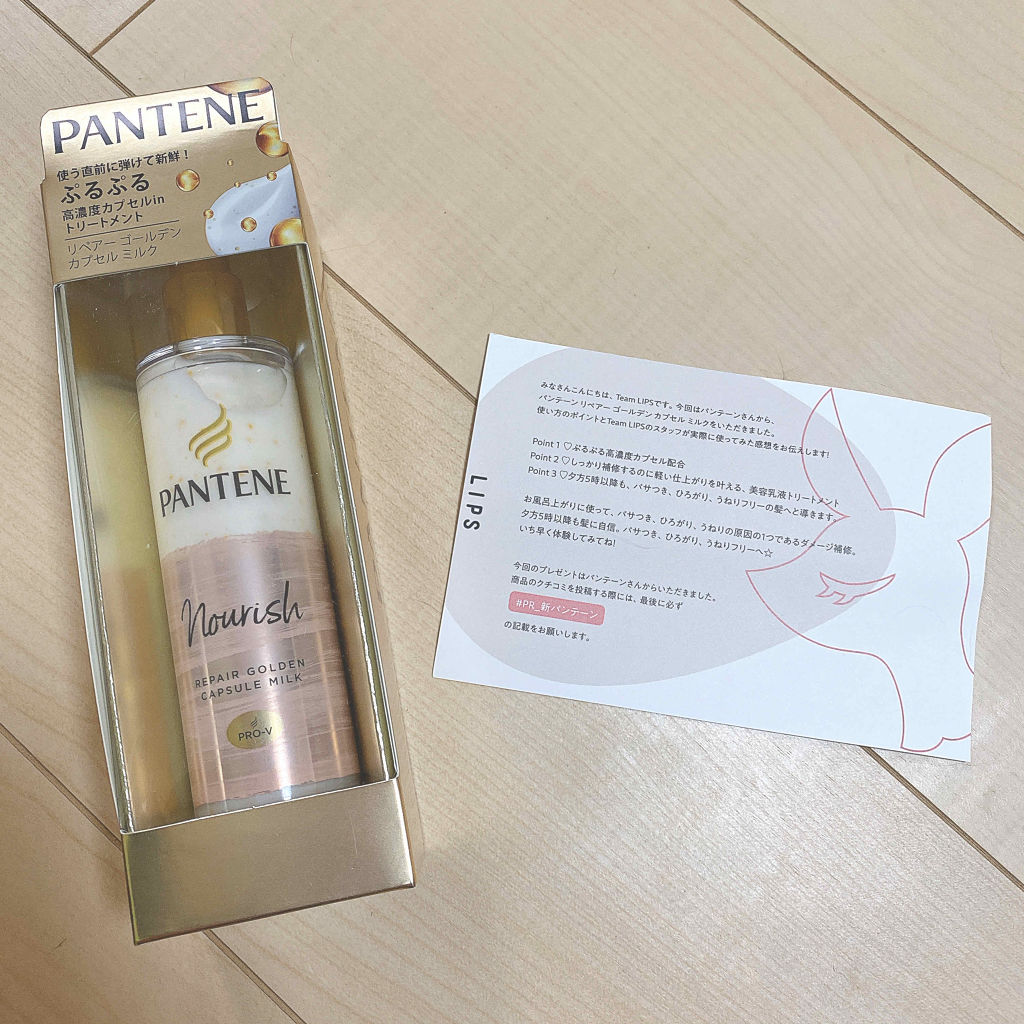 PANTENE
使う直前に弾けて新鮮！
ぷるぷる
高濃度カプセルin
トリートメント
リペアー ゴールデン
カプセル ミルク
PANTENE
Nourish
REPAIR GOLDEN
CAPSULE MILK
PRO-V
LIPS
みなさんこんにちは、Team LIPSです。今回はパンテーンさんから、
パンテーン リペアー ゴールデン カプセル ミルクをいただきました。
使い方のポイントとTeam LIPSのスタッフが実際に使ってみた感想をお伝えします!
Point 1 ♡ぷるぷる高濃度カプセル配合
Point 2 ♡しっかり補修するのに軽い仕上がりを叶える、美容乳液トリートメント
Point 3 ♡夕方5時以降も、パサつき、ひろがり、うねりフリーの髪へと導きます。
お風呂上がりに使って、パサつき、ひろがり、うねりの原因の1つであるダメージ補修。
夕方5時以降も髪に自信。パサつき、ひろがり、うねりフリーへ☆
いち早く体験してみてね!
今回のプレゼントはパンテーンさんからいただきました。
商品のクチコミを投稿する際には、最後に必ず
#PR_新パンテーン
の記載をお願いします。